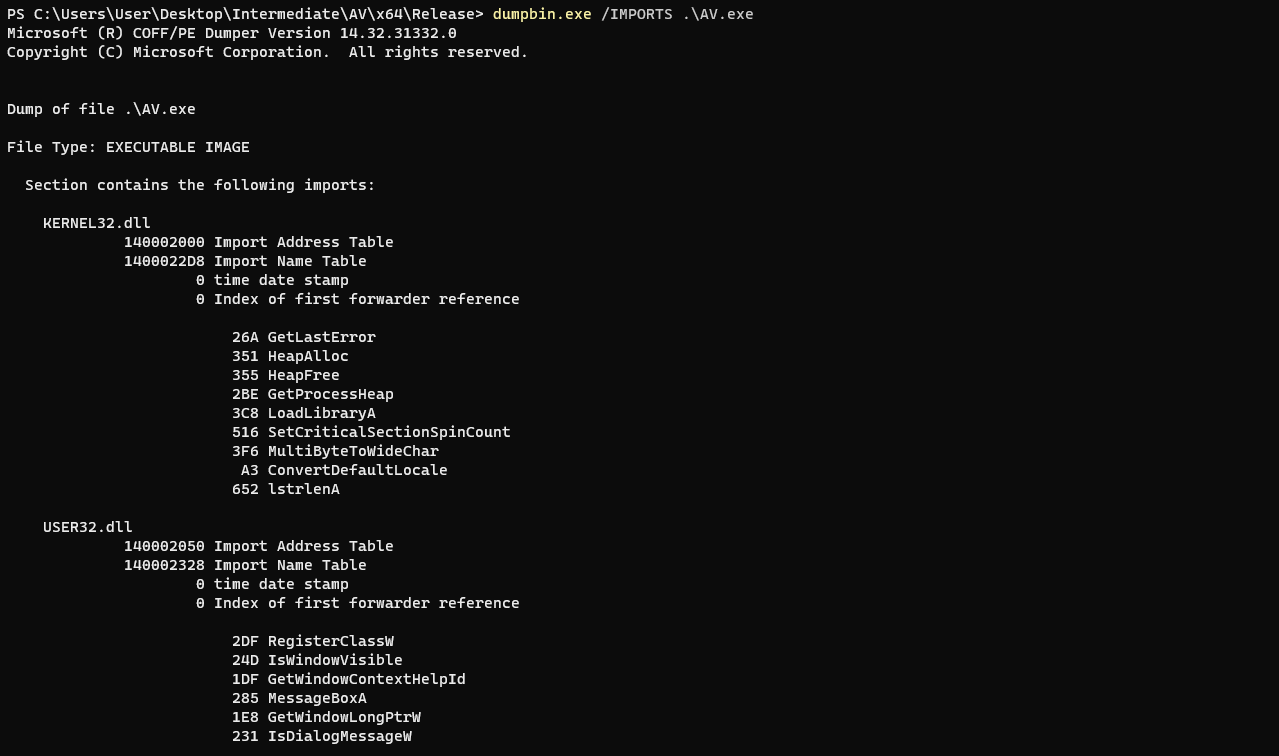 PS C:\Users\User\Desktop\Intermediate\AV\x64\Release> dumpbin.exe /IMPORTS .\AV.exe
Microsoft (R) COFF/PE Dumper Version 14.32.31332.0
Copyright (C) Microsoft Corporation.  All rights reserved.
Dump of file .\AV.exe
File Type: EXECUTABLE IMAGE
Section contains the following imports:
KERNEL32.dll
140002000 Import Address Table
1400022D8 Import Name Table
0 time date stamp
0 Index of first forwarder reference
26A GetLastError
351 HeapAlloc
355 HeapFree
2BE GetProcessHeap
3C8 LoadLibraryA
516 SetCriticalSectionSpinCount
3F6 MultiByteToWideChar
A3 ConvertDefaultLocale
652 lstrlenA
USER32.dll
140002050 Import Address Table
140002328 Import Name Table
0 time date stamp
0 Index of first forwarder reference
2DF RegisterClassW
24D IsWindowVisible
1DF GetWindowContextHelpId
285 MessageBoxA
1E8 GetWindowLongPtrW
231 IsDialogMessageW